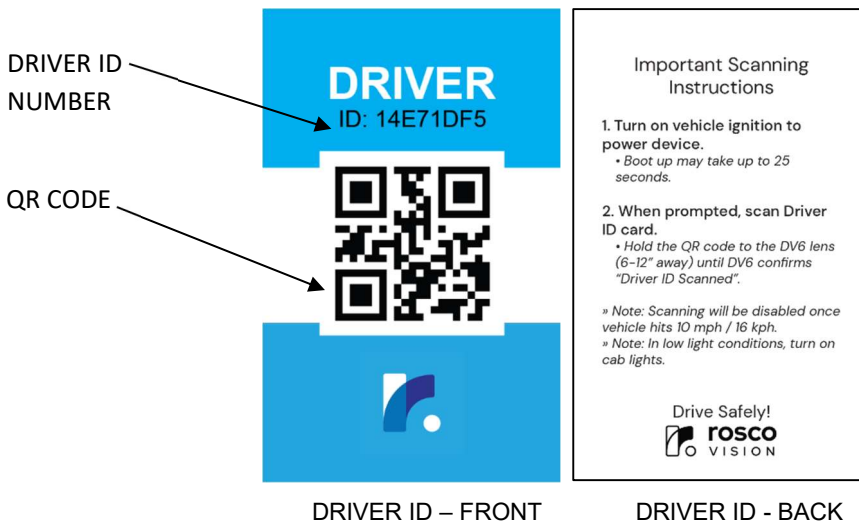 DRIVER ID
NUMBER
QR CODE
DRIVER
ID: 14E71DF5
Important Scanning
Instructions
1. Turn on vehicle ignition to
power device.
• Boot up may take up to 25
seconds.
2. When prompted, scan Driver
ID card.
• Hold the QR code to the DV6 lens
(6-12" away) until DV6 confirms
"Driver ID Scanned".
» Note: Scanning will be disabled once
vehicle hits 10 mph / 16 kph.
» Note: In low light conditions, turn on
cab lights.
Drive Safely!
rosco
VISION
DRIVER ID – FRONT
DRIVER ID - BACK